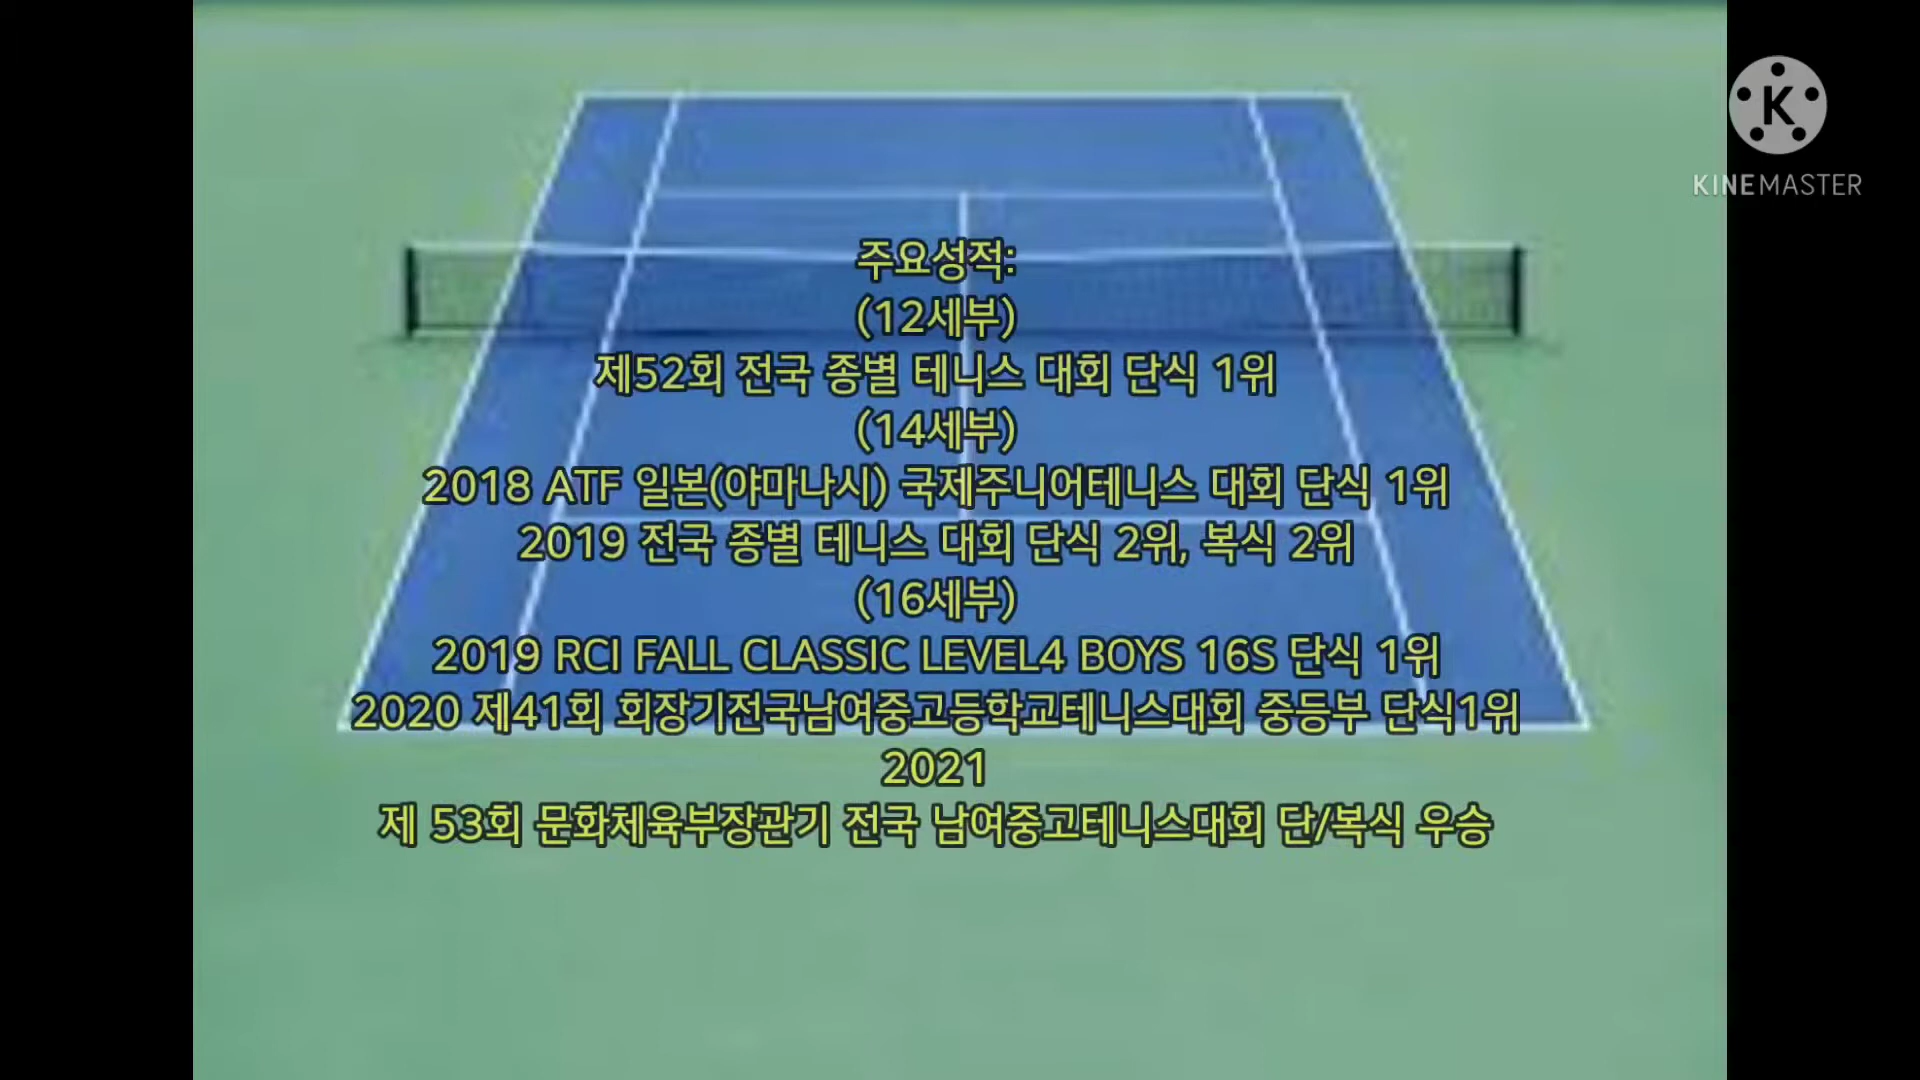 K
KINEMASTER
주요성적:
(12세부)
제52회 전국 종별 테니스 대회 단식 1위
(14세부)
2018 ATF 일본(야마나시) 국제주니어테니스 대회 단식 1위
2019 전국 종별 테니스 대회 단식 2위, 복식 2위
(16세부)
2019 RCI FALL CLASSIC LEVEL4 BOYS 16S 단식 1위
2020 제41회 회장기전국남여중고등학교테니스대회 중등부 단식1위
2021
제 53회 문화체육부장관기 전국 남여중고테니스대회 단/복식 우승